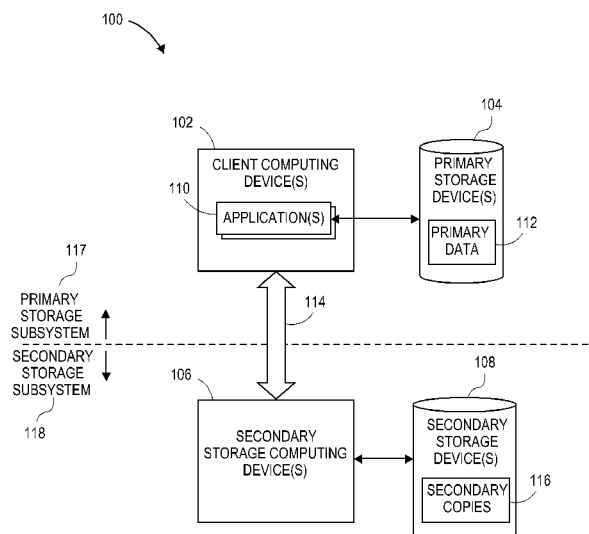 100
102
104
CLIENT COMPUTING
DEVICE(S)
110
APPLICATION(S)
PRIMARY
STORAGE
DEVICE(S)
PRIMARY
DATA
112
117
114
PRIMARY
STORAGE
SUBSYSTEM
SECONDARY
STORAGE
SUBSYSTEM
118
106
108
SECONDARY
STORAGE COMPUTING
DEVICE(S)
SECONDARY
STORAGE
DEVICE(S)
SECONDARY
COPIES
116